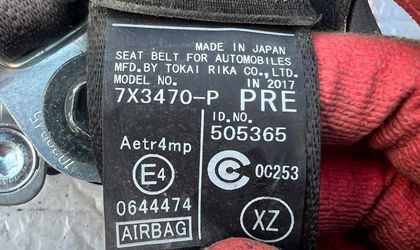 MADE IN JAPAN
SEAT BELT FOR AUTOMOBILES
MFD. BY TOKAI RIKA CO., LTD.
MODEL NO. IN 2017
7X3470-P PRE
I D. NO.
505365
Aetr4mp
E4
0644474
AIRBAG
CCC 0C253
XZ